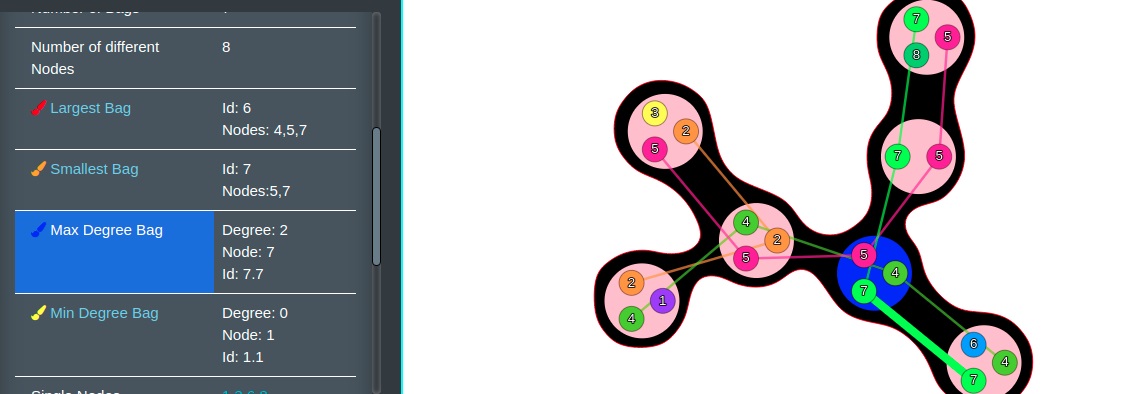 Number of different
Nodes
8
Largest Bag
Id: 6
Nodes: 4,5,7
Smallest Bag
Id: 7
Nodes:5,7
Max Degree Bag
Degree: 2
Node: 7
Id: 7.7
Min Degree Bag
Degree: 0
Node: 1
Id: 1.1
7
5
8
3
2
5
7
5
4
2
5
5
4
7
2
1
4
6
4
7